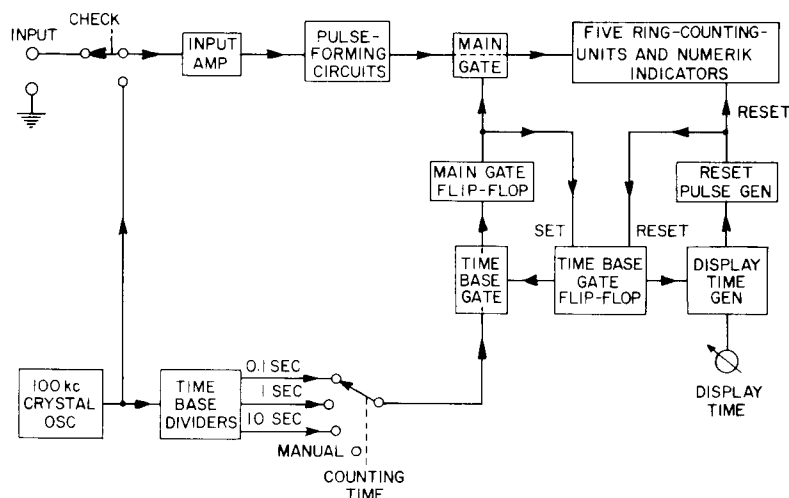 INPUT
CHECK
INPUT
AMP
PULSE-
FORMING
CIRCUITS
MAIN
GATE
FIVE RING-COUNTING-
UNITS AND NUMERIK
INDICATORS
RESET
MAIN GATE
FLIP-FLOP
RESET
PULSE GEN
SET
RESET
TIME
BASE
GATE
TIME BASE
GATE
FLIP-FLOP
DISPLAY
TIME
GEN
DISPLAY
TIME
100 kc
CRYSTAL
OSC
TIME
BASE
DIVIDERS
0.1 SEC
1 SEC
10 SEC
MANUAL
COUNTING
TIME